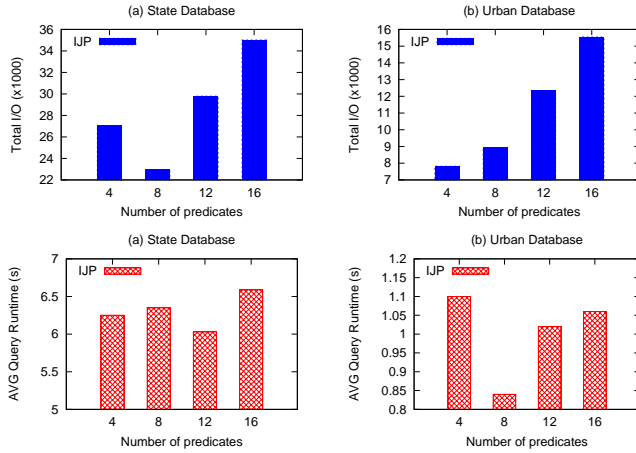 (a) State Database
Total I/O (x1000)
36
34
32
30
28
26
24
22
IJP
4 8 12 16
Number of predicates
(b) Urban Database
Total I/O (x1000)
16
15
14
13
12
11
10
9
8
7
IJP
4 8 12 16
Number of predicates
(a) State Database
AVG Query Runtime (s)
7
6.5
6
5.5
5
IJP
4 8 12 16
Number of predicates
(b) Urban Database
AVG Query Runtime (s)
1.2
1.15
1.1
1.05
1
0.95
0.9
0.85
0.8
IJP
4 8 12 16
Number of predicates